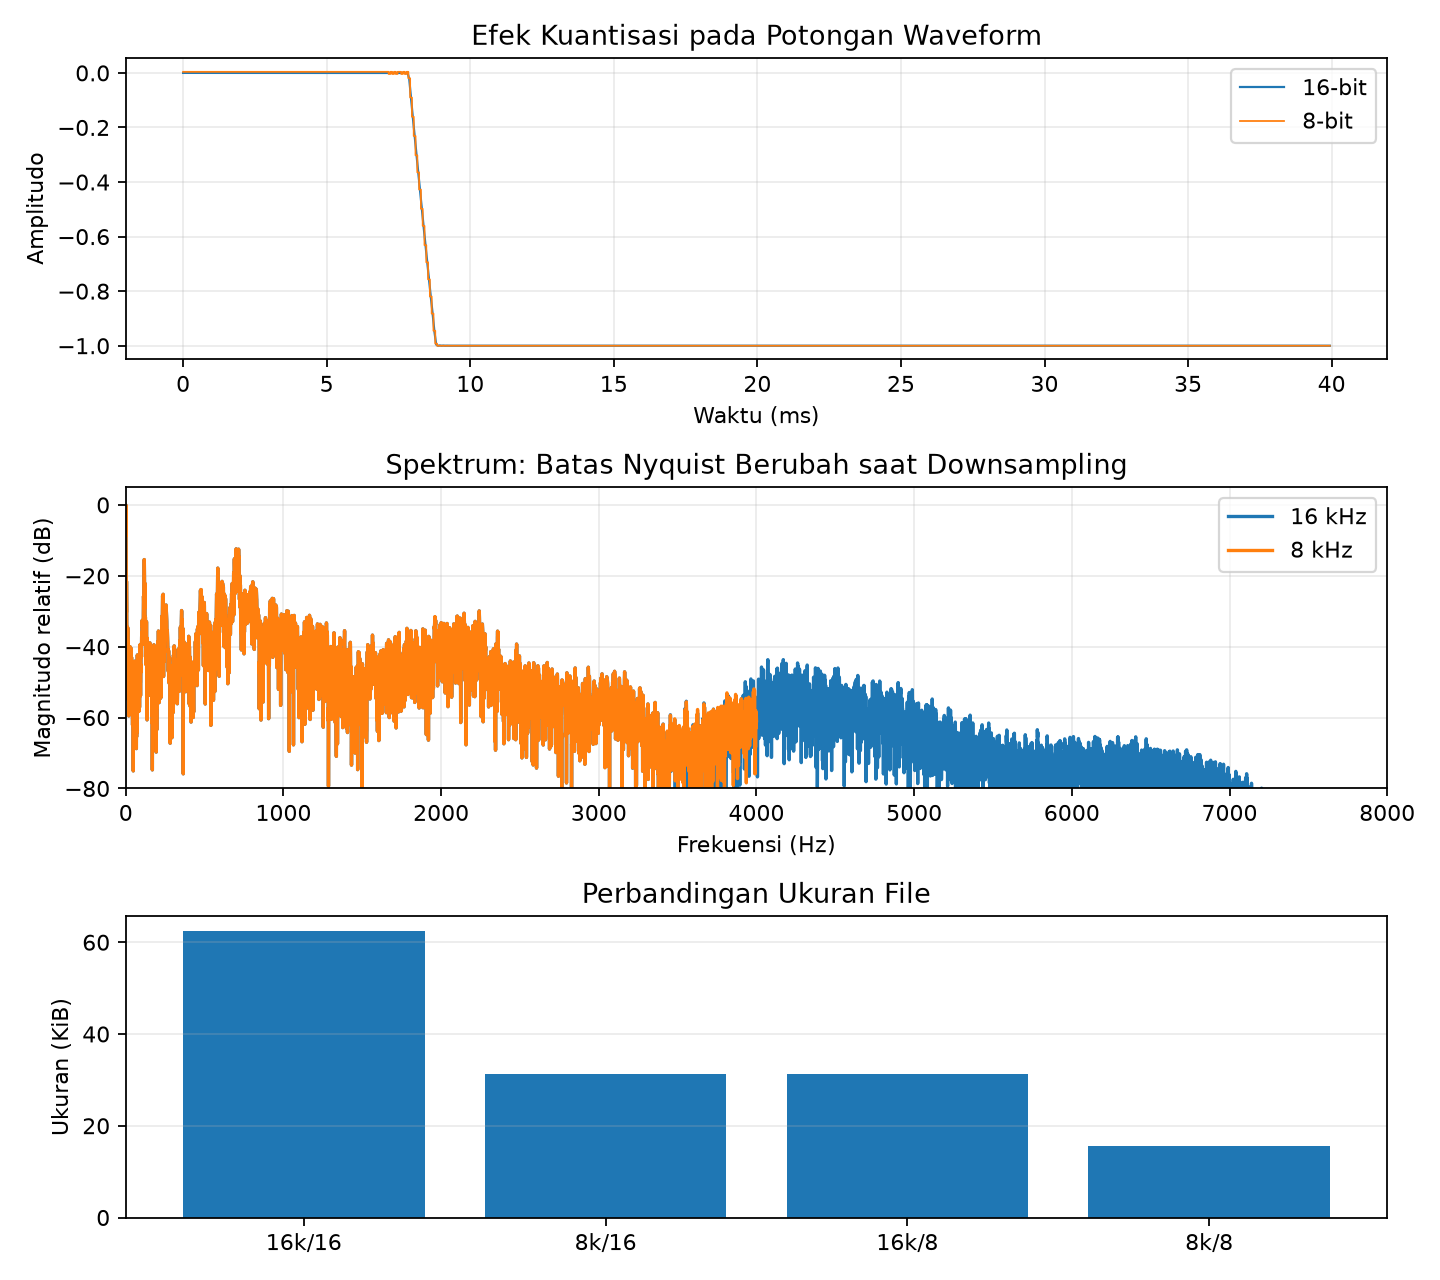 Efek Kuantisasi pada Potongan Waveform
0.0
−0.2
−0.4
−0.6
−0.8
−1.0
Amplitudo
16-bit
8-bit
0 5 10 15 20 25 30 35 40
Waktu (ms)
Spektrum: Batas Nyquist Berubah saat Downsampling
0
−20
−40
−60
−80
Magnitudo relatif (dB)
16 kHz
8 kHz
0 1000 2000 3000 4000 5000 6000 7000 8000
Frekuensi (Hz)
Perbandingan Ukuran File
60
40
20
0
Ukuran (KiB)
16k/16 8k/16 16k/8 8k/8